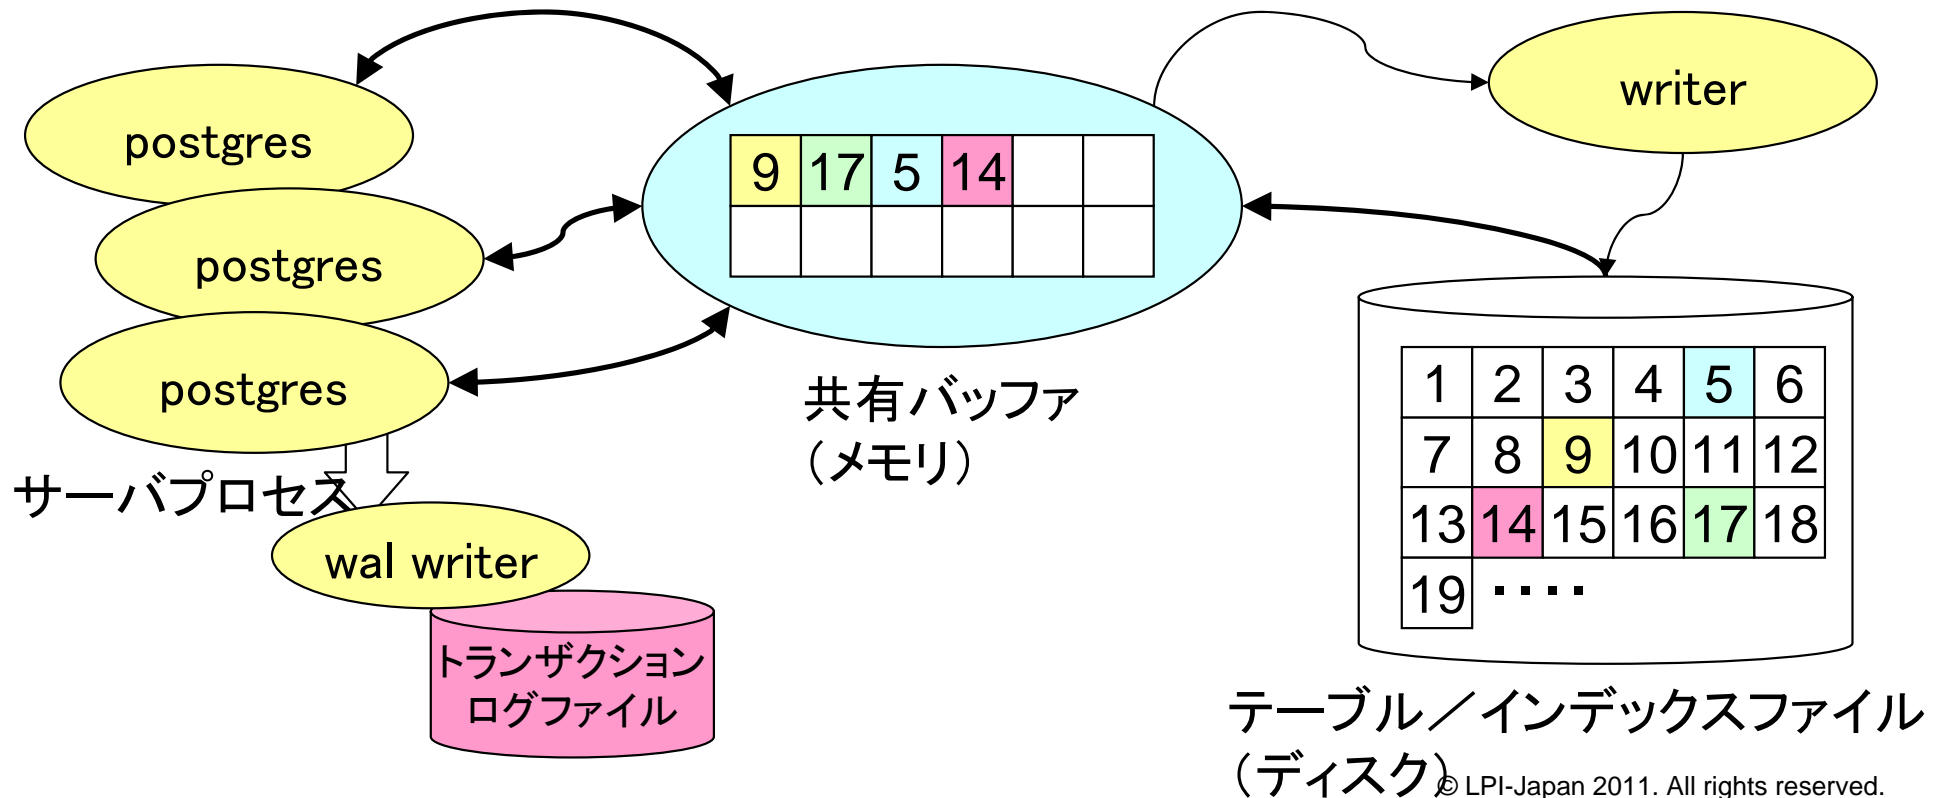 postgres
postgres
postgres
サーバプロセス
wal writer
トランザクション
ログファイル
9 17 5 14
共有バッファ
（メモリ）
writer
1 2 3 4 5 6
7 8 9 10 11 12
13 14 15 16 17 18
19 ････
テーブル／インデックスファイル
（ディスク）
© LPI-Japan 2011. All rights reserved.